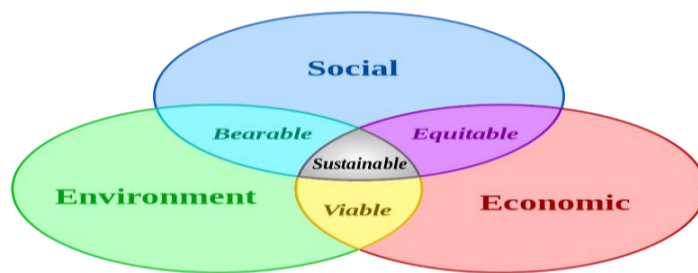 Social
Bearable
Equitable
Sustainable
Environment
Viable
Economic